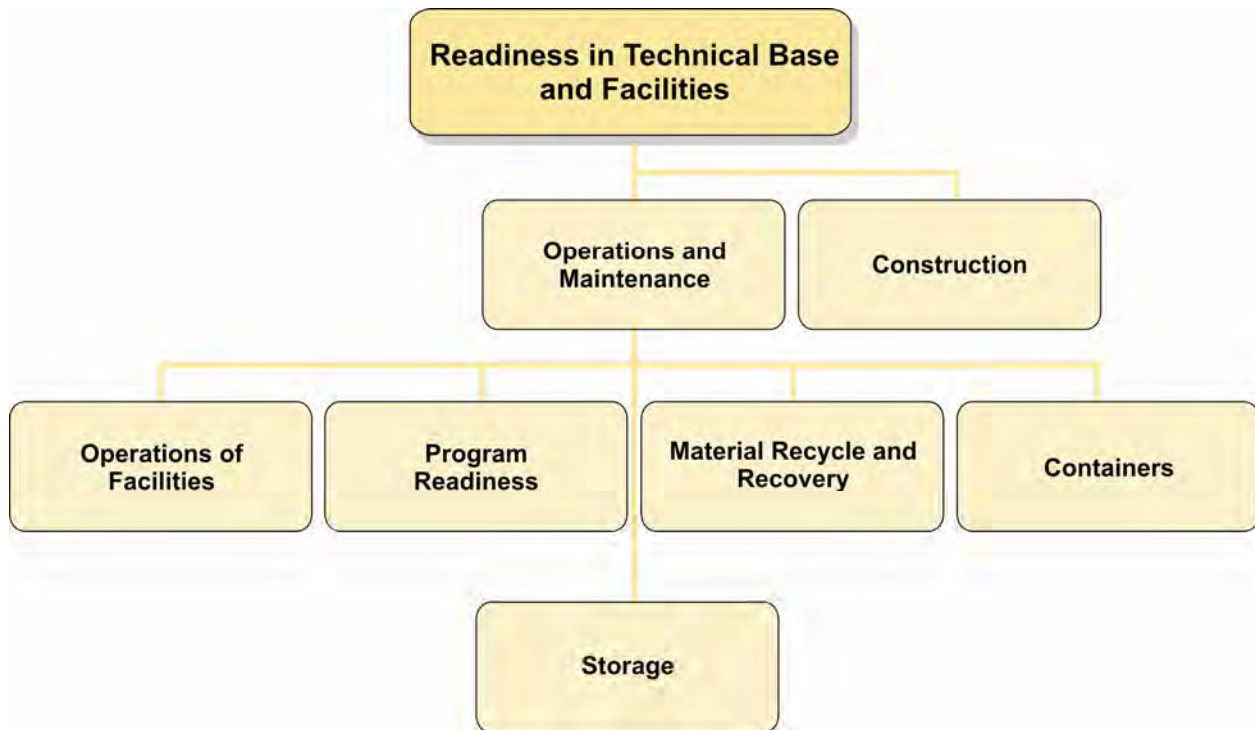 Readiness in Technical Base
and Facilities
Operations and
Maintenance
Construction
Operations of
Facilities
Program
Readiness
Material Recycle and
Recovery
Containers
Storage